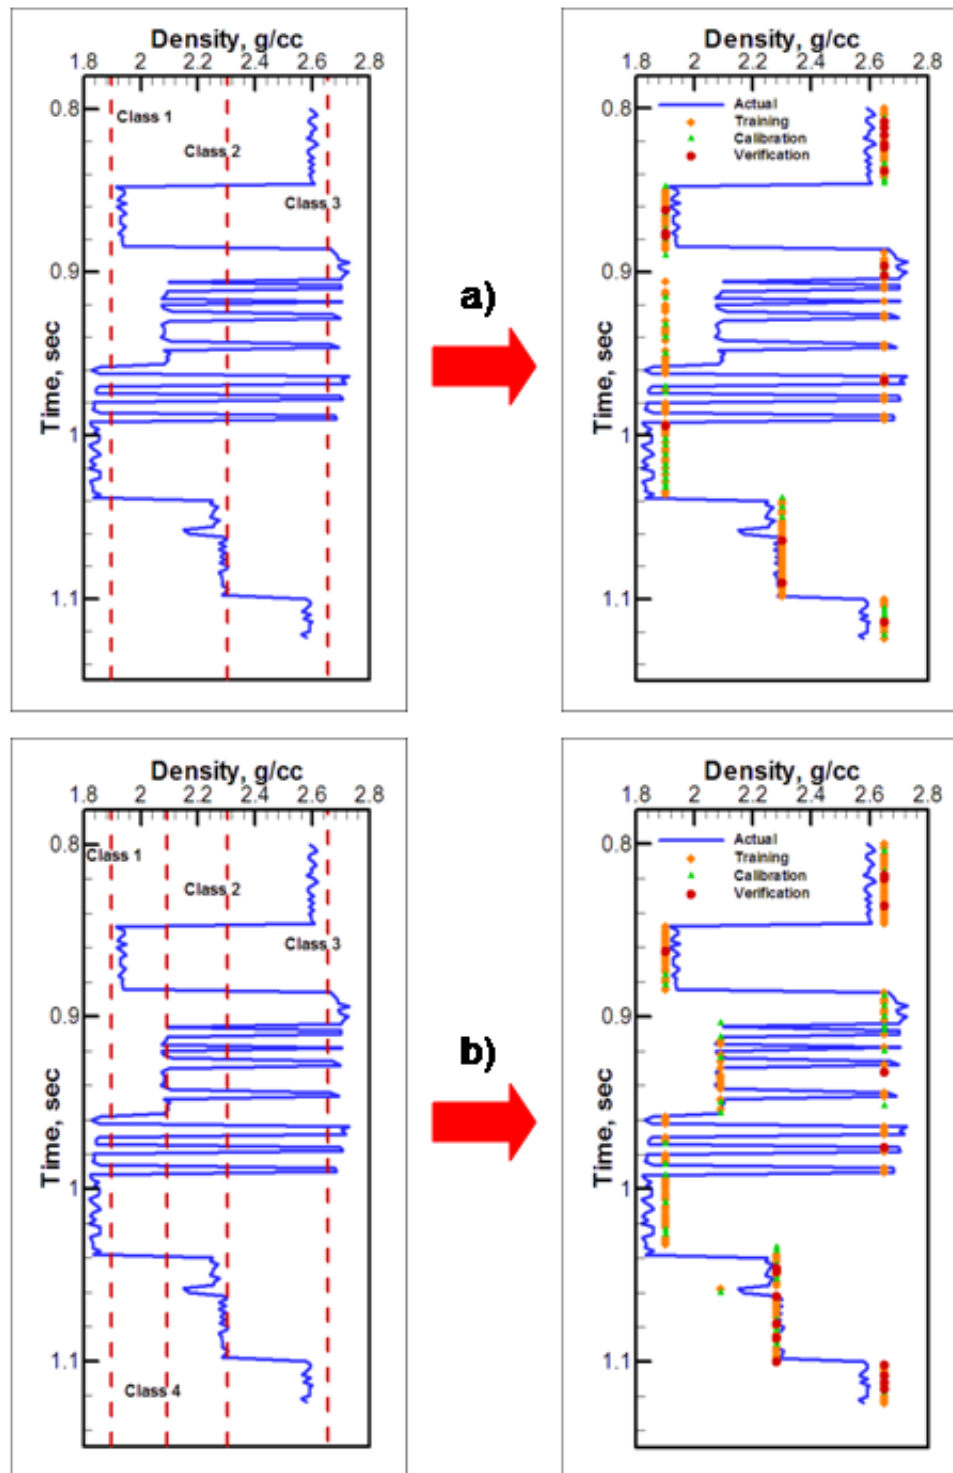 Density, g/cc
1.8 2 2.2 2.4 2.6 2.8
Class 1
Class 2
Class 3
0.8
0.9
1
1.1
Time, sec
a)
Density, g/cc
1.8 2 2.2 2.4 2.6 2.8
Actual
Training
Calibration
Verification
0.8
0.9
1
1.1
Time, sec
Density, g/cc
1.8 2 2.2 2.4 2.6 2.8
Class 1
Class 2
Class 3
Class 4
0.8
0.9
1
1.1
Time, sec
b)
Density, g/cc
1.8 2 2.2 2.4 2.6 2.8
Actual
Training
Calibration
Verification
0.8
0.9
1
1.1
Time, sec